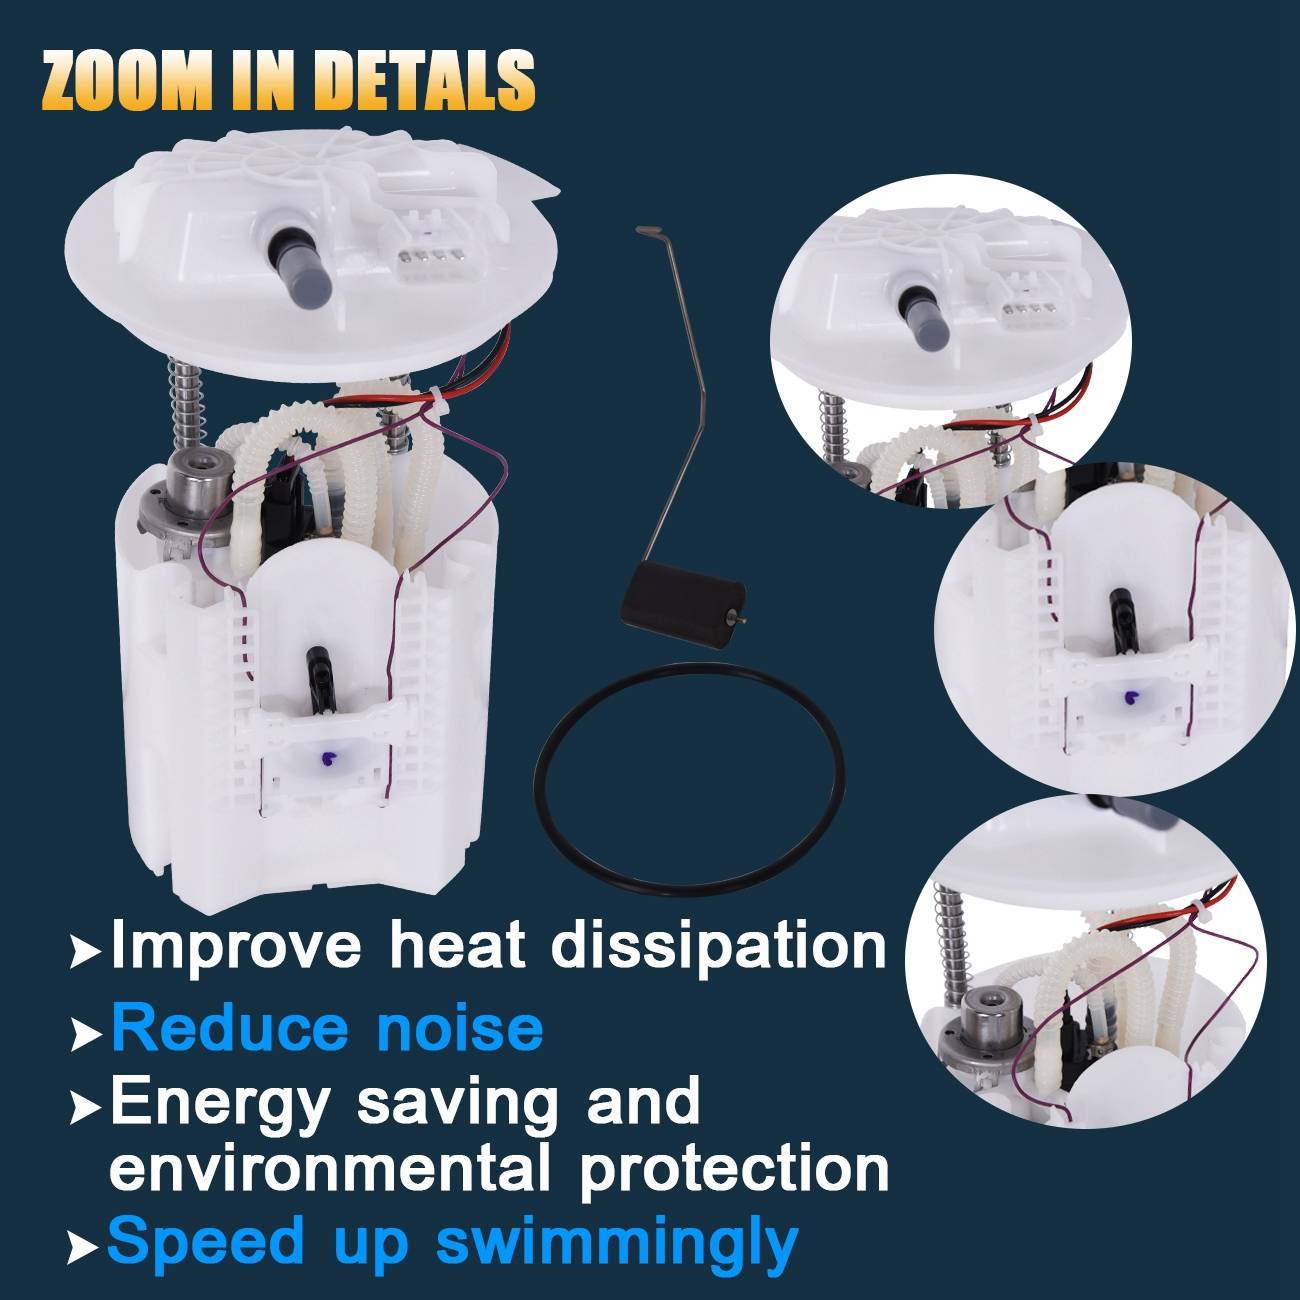 ZOOM IN DETALS
➤Improve heat dissipation
➤Reduce noise
➤Energy saving and
environmental protection
➤Speed up swimmingly